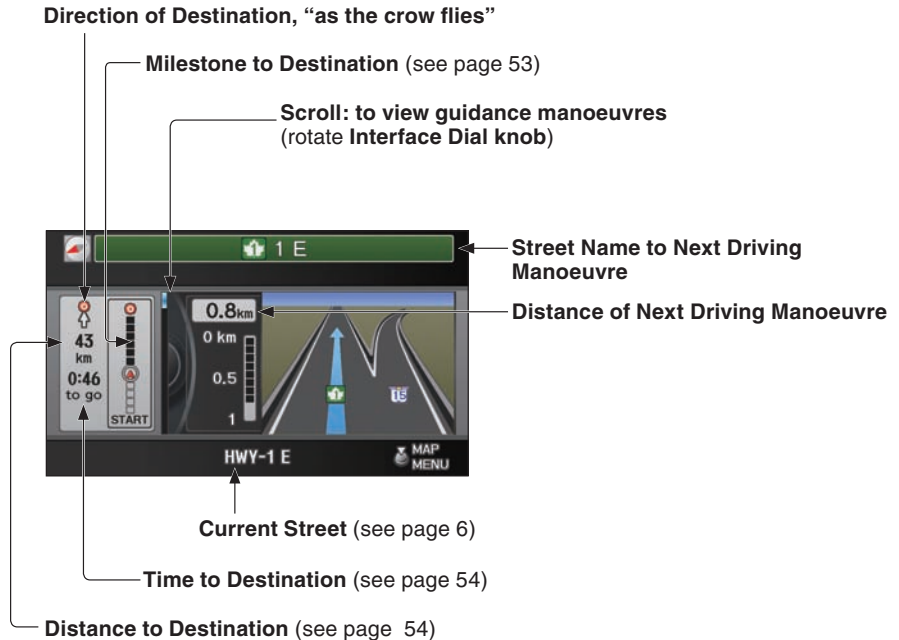 Direction of Destination, “as the crow flies”
Milestone to Destination (see page 53)
Scroll: to view guidance manoeuvres
(rotate Interface Dial knob)
1 1 E
Street Name to Next Driving
Manoeuvre
Distance of Next Driving Manoeuvre
0.8km
0 km
0.5
1
43
km
0:46
to go
START
1
15
HWY-1 E
MAP
MENU
Current Street (see page 6)
Time to Destination (see page 54)
Distance to Destination (see page 54)